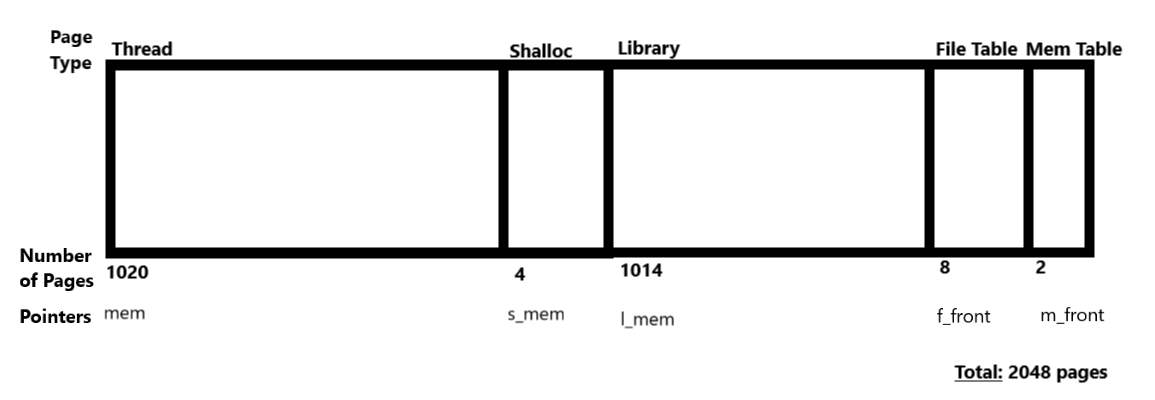 Page
Type
Thread
Shalloc
Library
File Table
Mem Table
Number
of Pages
1020
4
1014
8
2
Pointers
mem
s_mem
l_mem
f_front
m_front
Total: 2048 pages